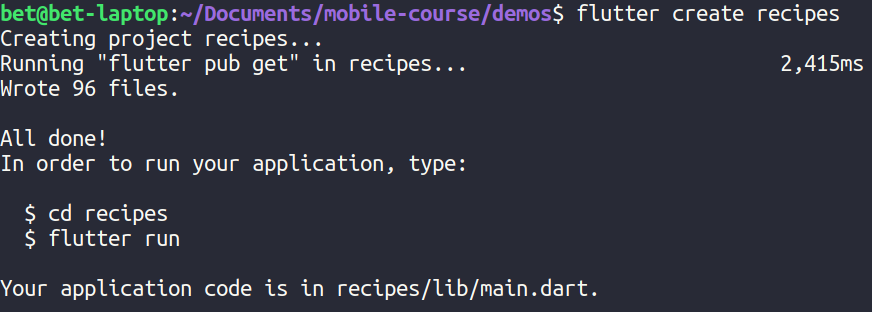 bet@bet-laptop:~/Documents/mobile-course/demos$ flutter create recipes
Creating project recipes...
Running "flutter pub get" in recipes... 2,415ms
Wrote 96 files.
All done!
In order to run your application, type:
$ cd recipes
$ flutter run
Your application code is in recipes/lib/main.dart.